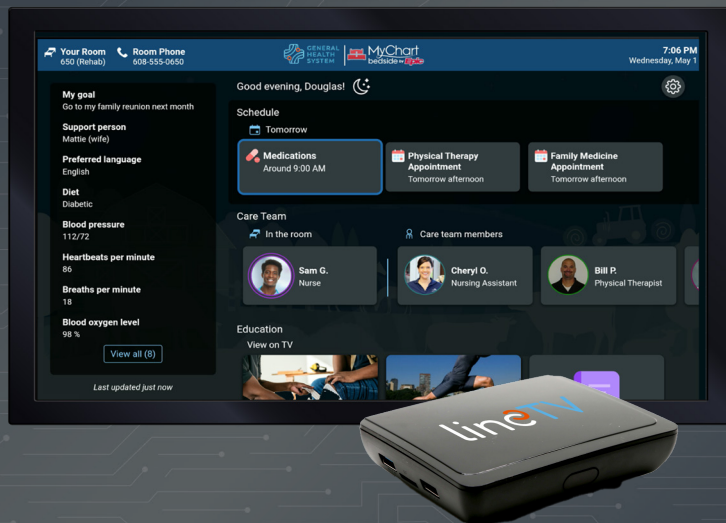 Your Room
650 (Rehab)
Room Phone
608-555-0650
GENERAL
HEALTH
SYSTEM
MyChart
bedside by Epic
7:06 PM
Wednesday, May 1
My goal
Go to my family reunion next month
Support person
Mattie (wife)
Preferred language
English
Diet
Diabetic
Blood pressure
112/72
Heartbeats per minute
86
Breaths per minute
18
Blood oxygen level
98 %
View all (8)
Last updated just now
Good evening, Douglas!
Schedule
Tomorrow
Medications
Around 9:00 AM
Physical Therapy
Appointment
Tomorrow afternoon
Family Medicine
Appointment
Tomorrow afternoon
Care Team
In the room
Care team members
Sam G.
Nurse
Cheryl O.
Nursing Assistant
Bill P.
Physical Therapist
Education
View on TV
lincTV